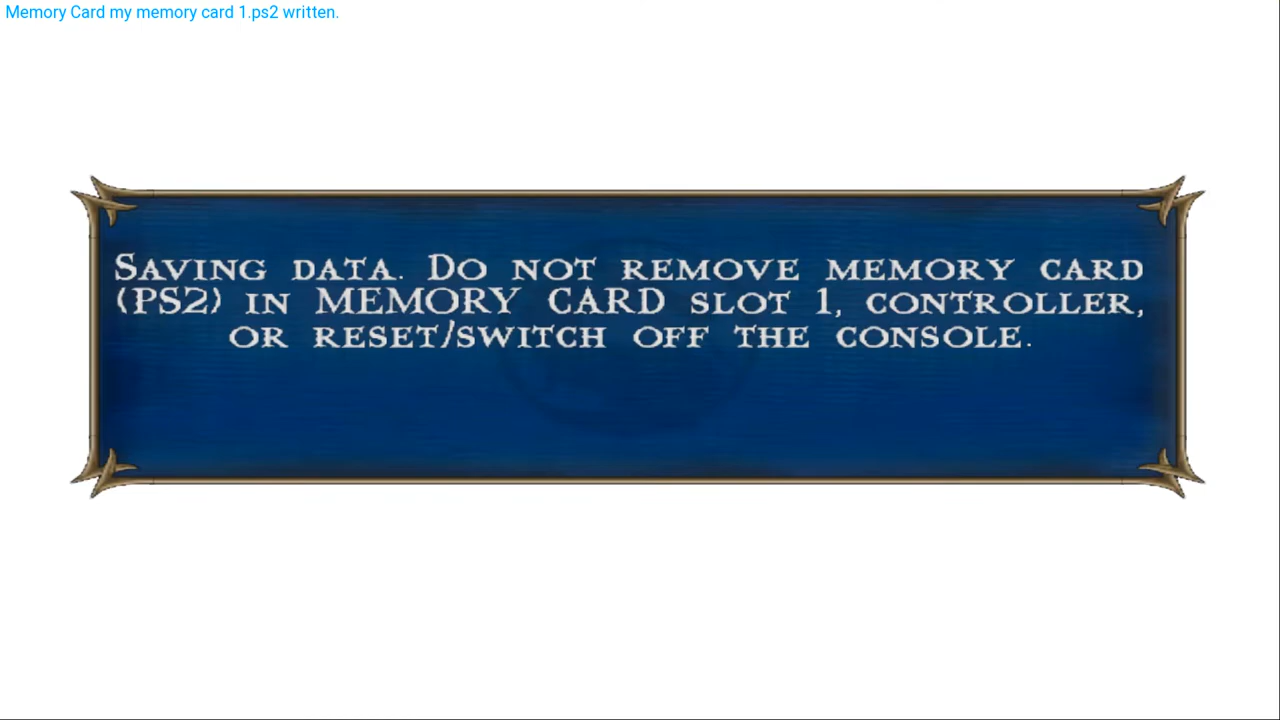 Memory Card my memory card 1.ps2 written.
Saving data. Do not remove memory card
(PS2) in MEMORY CARD slot 1, controller,
or reset/switch off the console.